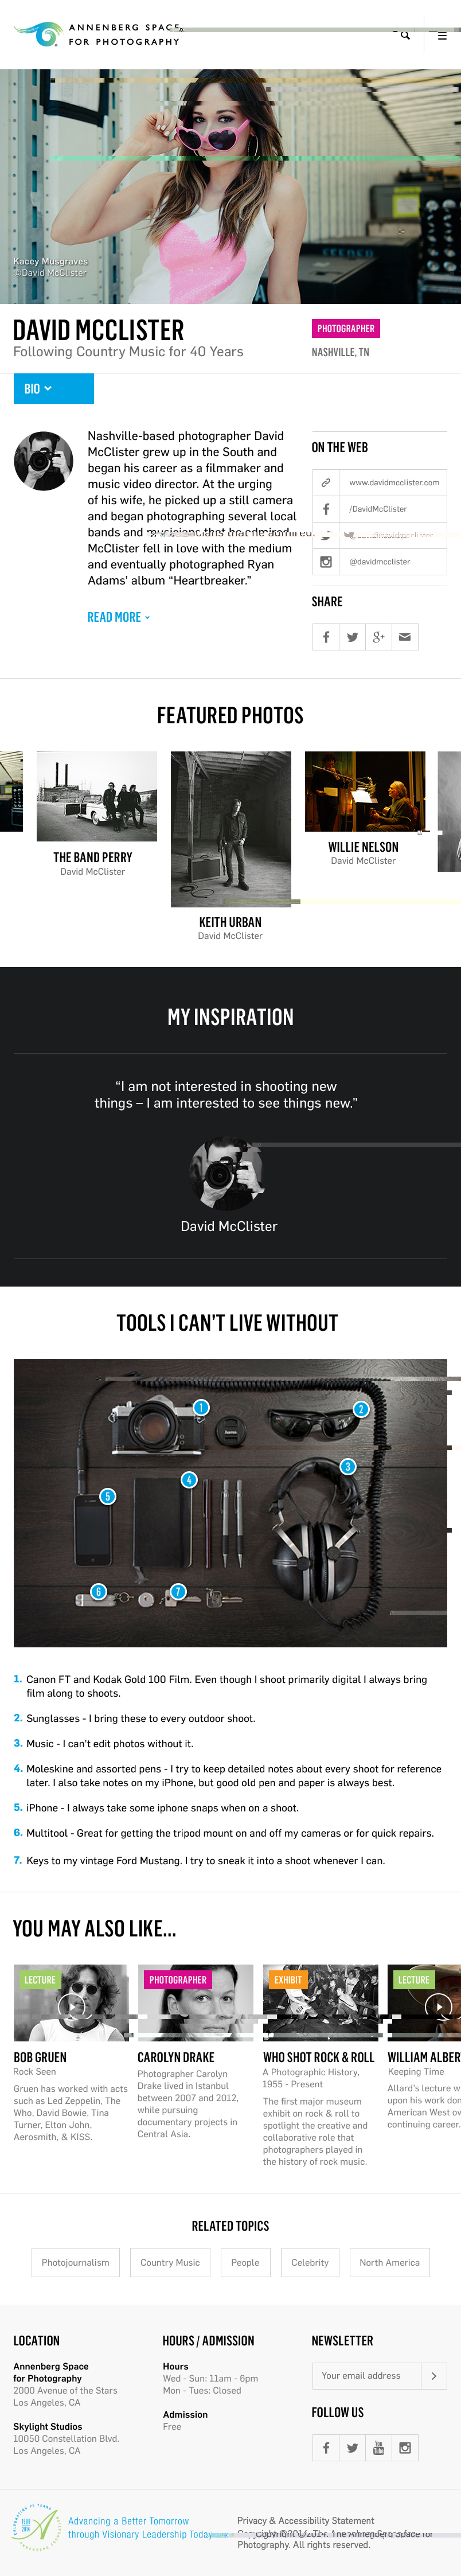 ANNENBERG SPACE
FOR PHOTOGRAPHY
Kacey Musgraves
©David McClister
DAVID MCCLISTER
Following Country Music for 40 Years
PHOTOGRAPHER
NASHVILLE, TN
BIO
Nashville-based photographer David
McClister grew up in the South and
began his career as a filmmaker and
music video director. At the urging
of his wife, he picked up a still camera
and began photographing several local
bands and
McClister fell in love with the medium
and eventually photographed Ryan
Adams' album “Heartbreaker.”
READ MORE
ON THE WEB
www.davidmcclister.com
/DavidMcClister
@davidmcclister
SHARE
FEATURED PHOTOS
THE BAND PERRY
David McClister
KEITH URBAN
David McClister
WILLIE NELSON
David McClister
MY INSPIRATION
“I am not interested in shooting new
things – I am interested to see things new.”
David McClister
TOOLS I CAN'T LIVE WITHOUT
1
2
3
4
5
6
7
1. Canon FT and Kodak Gold 100 Film. Even though I shoot primarily digital I always bring
film along to shoots.
2. Sunglasses - I bring these to every outdoor shoot.
3. Music - I can't edit photos without it.
4. Moleskine and assorted pens - I try to keep detailed notes about every shoot for reference
later. I also take notes on my iPhone, but good old pen and paper is always best.
5. iPhone - I always take some iphone snaps when on a shoot.
6. Multitool - Great for getting the tripod mount on and off my cameras or for quick repairs.
7. Keys to my vintage Ford Mustang. I try to sneak it into a shoot whenever I can.
YOU MAY ALSO LIKE...
LECTURE
BOB GRUEN
Rock Seen
Gruen has worked with acts
such as Led Zeppelin, The
Who, David Bowie, Tina
Turner, Elton John,
Aerosmith, & KISS.
PHOTOGRAPHER
CAROLYN DRAKE
Photographer Carolyn
Drake lived in Istanbul
between 2007 and 2012,
while pursuing
documentary projects in
Central Asia.
EXHIBIT
WHO SHOT ROCK & ROLL
A Photographic History,
1955 - Present
The first major museum
exhibit on rock & roll to
spotlight the creative and
collaborative role that
photographers played in
the history of rock music.
LECTURE
WILLIAM ALBER
Keeping Time
Allard's lecture w
upon his work don
American West ov
continuing career.
RELATED TOPICS
Photojournalism
Country Music
People
Celebrity
North America
LOCATION
Annenberg Space
for Photography
2000 Avenue of the Stars
Los Angeles, CA
Skylight Studios
10050 Constellation Blvd.
Los Angeles, CA
HOURS / ADMISSION
Hours
Wed - Sun: 11am - 6pm
Mon - Tues: Closed
Admission
Free
NEWSLETTER
Your email address
FOLLOW US
Advancing a Better Tomorrow
through Visionary Leadership Today
Privacy & Accessibility Statement
Photography. All rights reserved.